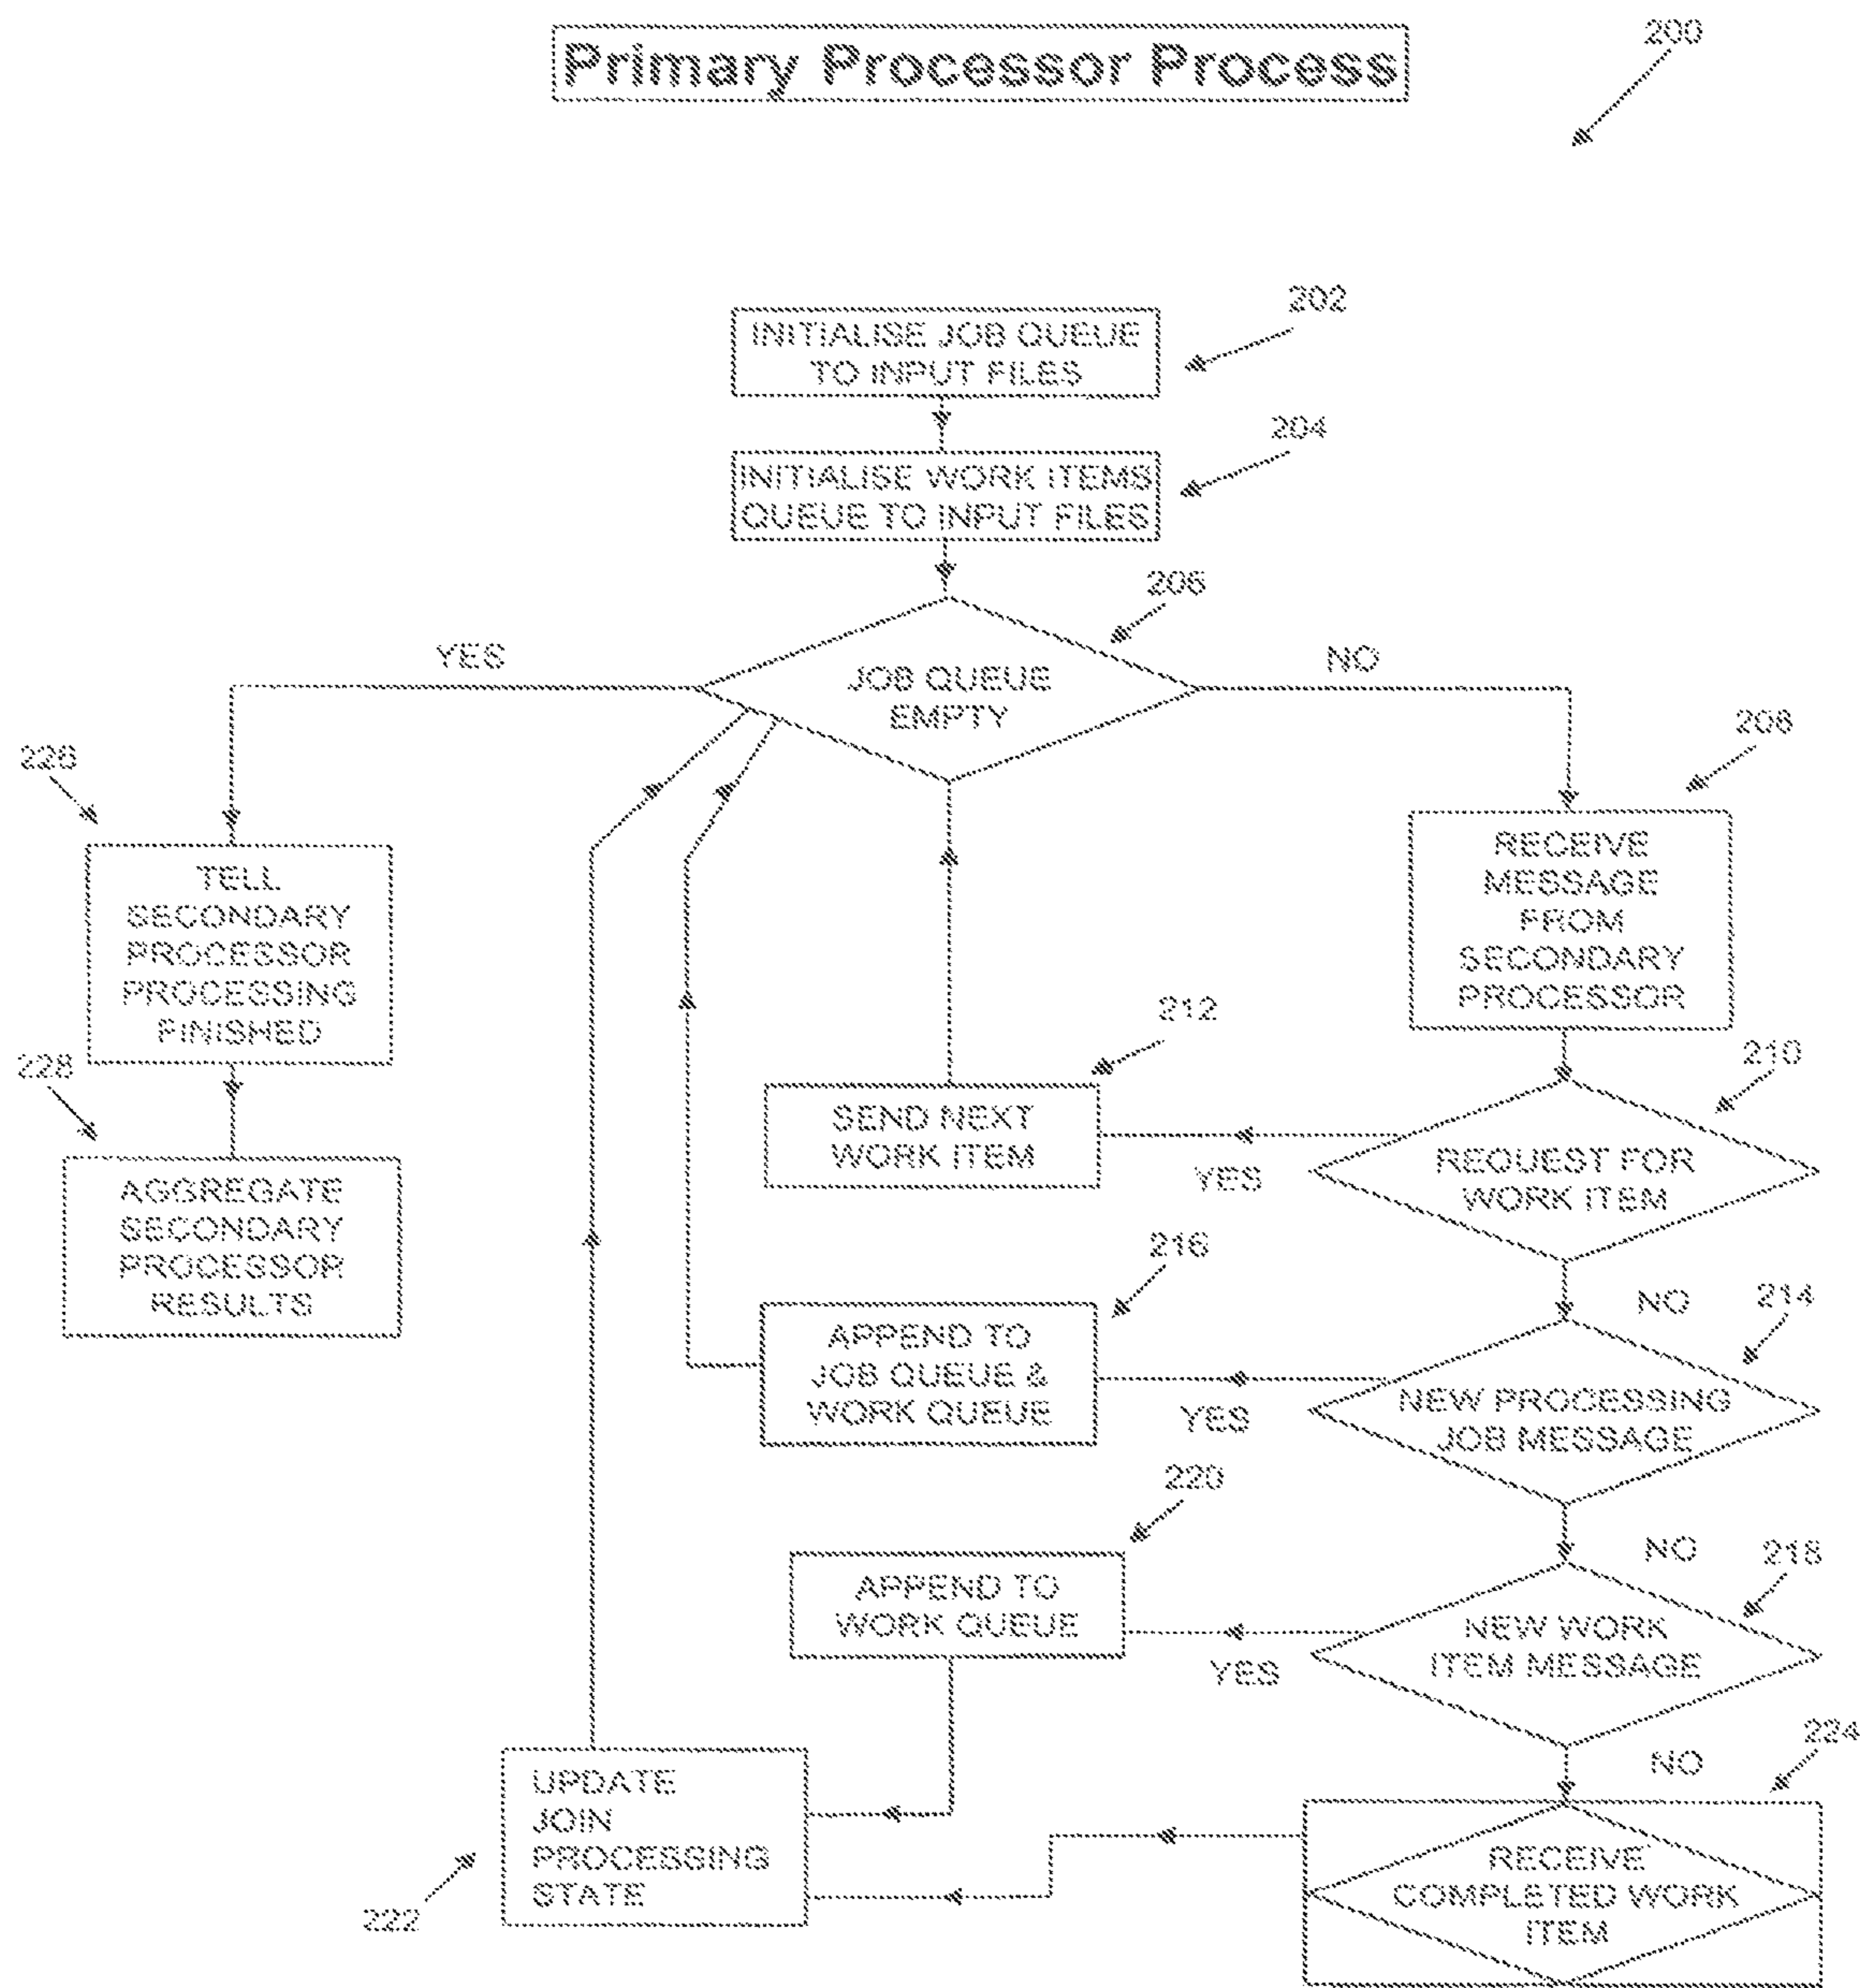 Primary Processor Process
200
202
INITIALISE JOB QUEUE
TO INPUT FILES
204
INITIALISE WORK ITEMS
QUEUE TO INPUT FILES
206
YES
JOB QUEUE
EMPTY
NO
208
226
TELL
SECONDARY
PROCESSOR
PROCESSING
FINISHED
RECEIVE
MESSAGE
FROM
SECONDARY
PROCESSOR
212
210
228
SEND NEXT
WORK ITEM
YES
REQUEST FOR
WORK ITEM
AGGREGATE
SECONDARY
PROCESSOR
RESULTS
216
NO
214
APPEND TO
JOB QUEUE &
WORK QUEUE
YES
NEW PROCESSING
JOB MESSAGE
220
NO
218
APPEND TO
WORK QUEUE
YES
NEW WORK
ITEM MESSAGE
224
NO
UPDATE
JOIN
PROCESSING
STATE
222
RECEIVE
COMPLETED WORK
ITEM